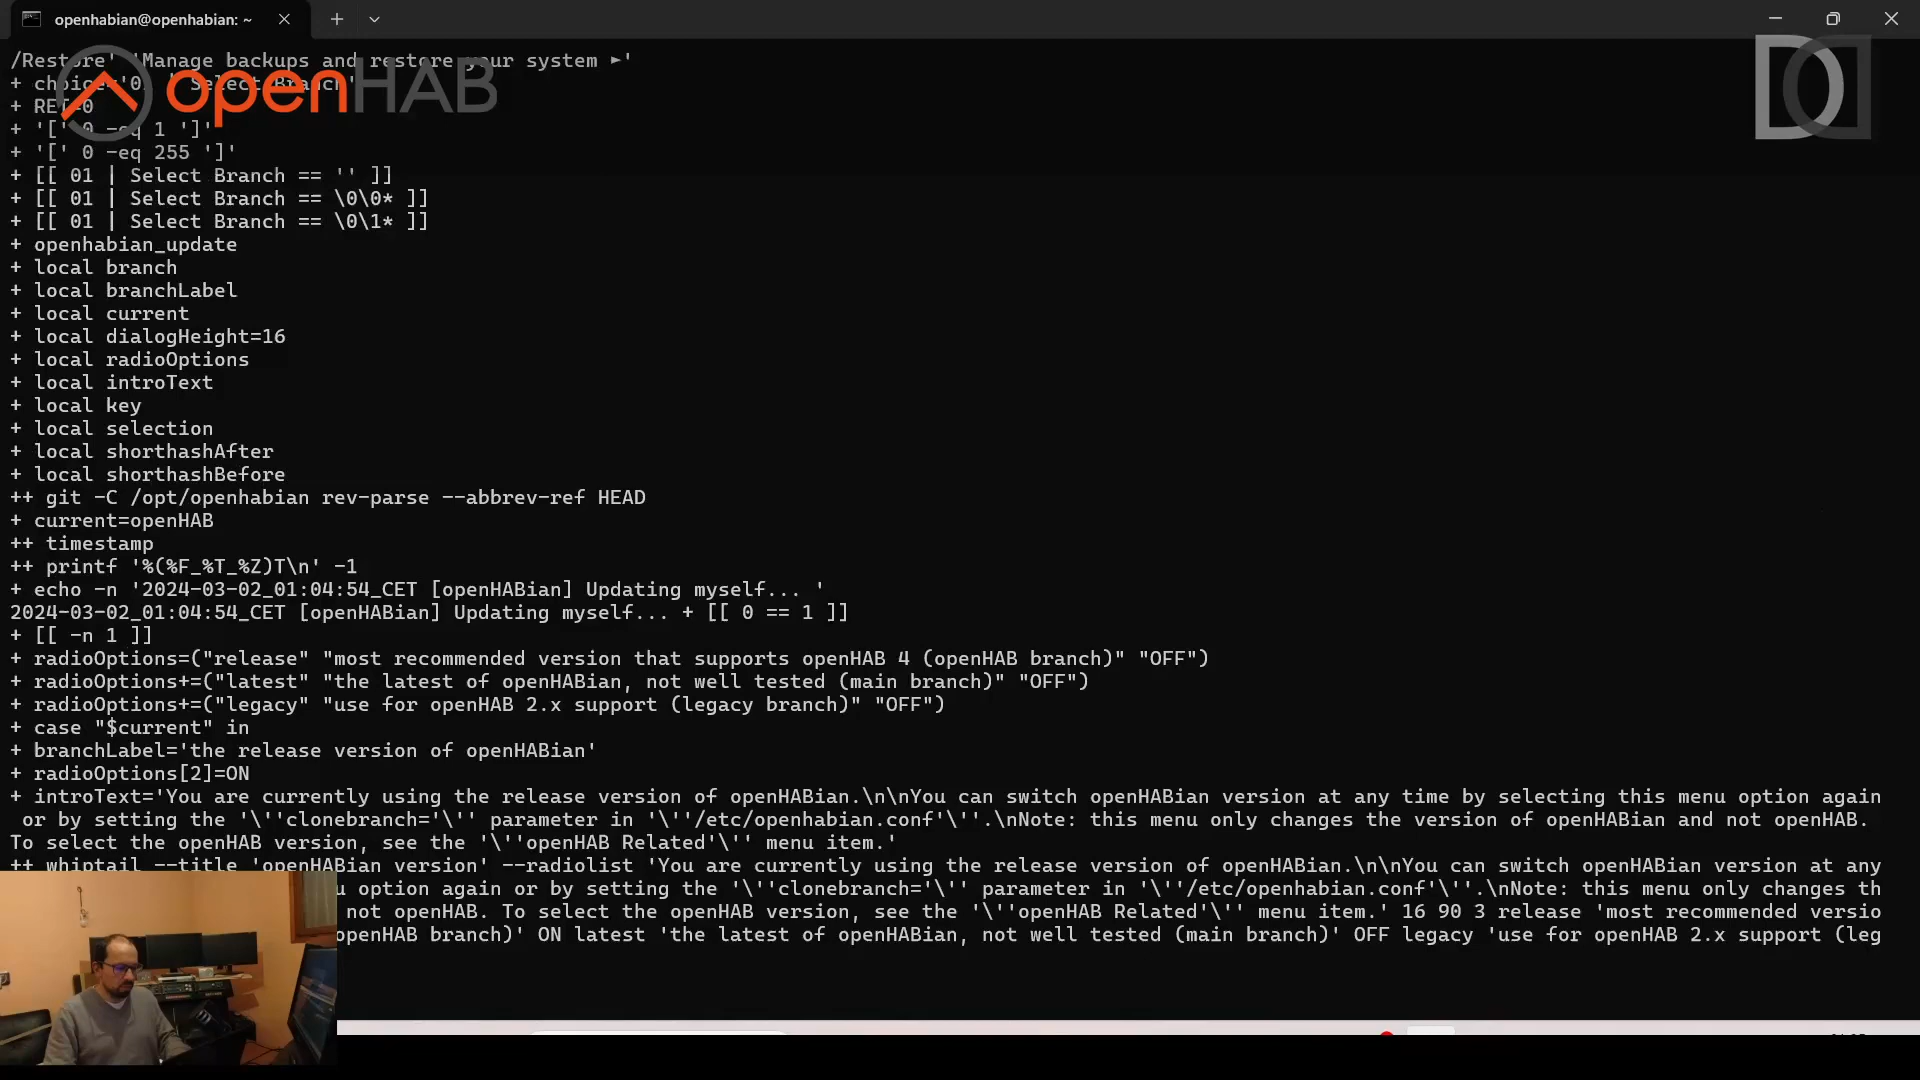 openhabian@openhabian: ~
/Restore' 'Manage backups and restore your system ►'
openHAB
+ choice='01 | Select Branch'
+ RET=0
+ '[' 0 -eq 1 ']'
+ '[' 0 -eq 255 ']'
+ [[ 01 | Select Branch == '' ]]
+ [[ 01 | Select Branch == \0\0* ]]
+ [[ 01 | Select Branch == \0\1* ]]
+ openhabian_update
+ local branch
+ local branchLabel
+ local current
+ local dialogHeight=16
+ local radioOptions
+ local introText
+ local key
+ local selection
+ local shorthashAfter
+ local shorthashBefore
++ git -C /opt/openhabian rev-parse --abbrev-ref HEAD
+ current=openHAB
++ timestamp
++ printf '%(%F_%T_%Z)T\n' -1
+ echo -n '2024-03-02_01:04:54_CET [openHABian] Updating myself... '
2024-03-02_01:04:54_CET [openHABian] Updating myself... + [[ 0 == 1 ]]
+ [[ -n 1 ]]
+ radioOptions=("release" "most recommended version that supports openHAB 4 (openHAB branch)" "OFF")
+ radioOptions+=("latest" "the latest of openHABian, not well tested (main branch)" "OFF")
+ radioOptions+=("legacy" "use for openHAB 2.x support (legacy branch)" "OFF")
+ case "$current" in
+ branchLabel='the release version of openHABian'
+ radioOptions[2]=ON
+ introText='You are currently using the release version of openHABian.\n\nYou can switch openHABian version at any time by selecting this menu option again
or by setting the '\''clonebranch='\'' parameter in '\''/etc/openhabian.conf'\''.\nNote: this menu only changes the version of openHABian and not openHAB.
To select the openHAB version, see the '\''openHAB Related'\'' menu item.'
++ whiptail --title 'openHABian version' --radiolist 'You are currently using the release version of openHABian.\n\nYou can switch openHABian version at any
u option again or by setting the '\''clonebranch='\'' parameter in '\''/etc/openhabian.conf'\''.\nNote: this menu only changes th
not openHAB. To select the openHAB version, see the '\''openHAB Related'\'' menu item.' 16 90 3 release 'most recommended versio
openHAB branch)' ON latest 'the latest of openHABian, not well tested (main branch)' OFF legacy 'use for openHAB 2.x support (leg